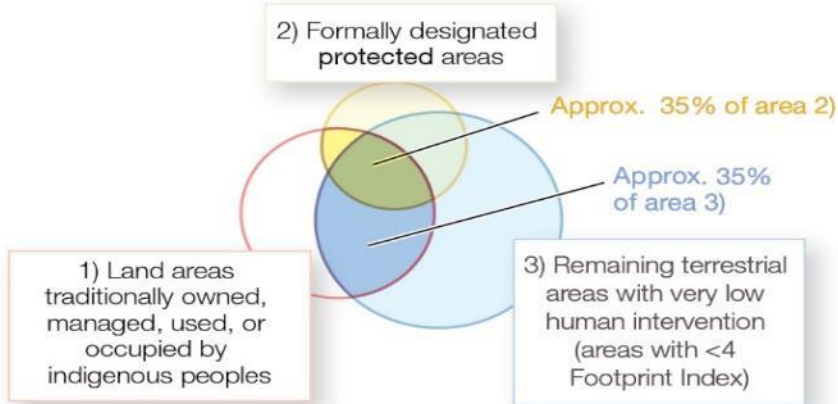 2) Formally designated
protected areas
Approx. 35% of area 2)
Approx. 35%
of area 3)
1) Land areas
traditionally owned,
managed, used, or
occupied by
indigenous peoples
3) Remaining terrestrial
areas with very low
human intervention
(areas with <4
Footprint Index)